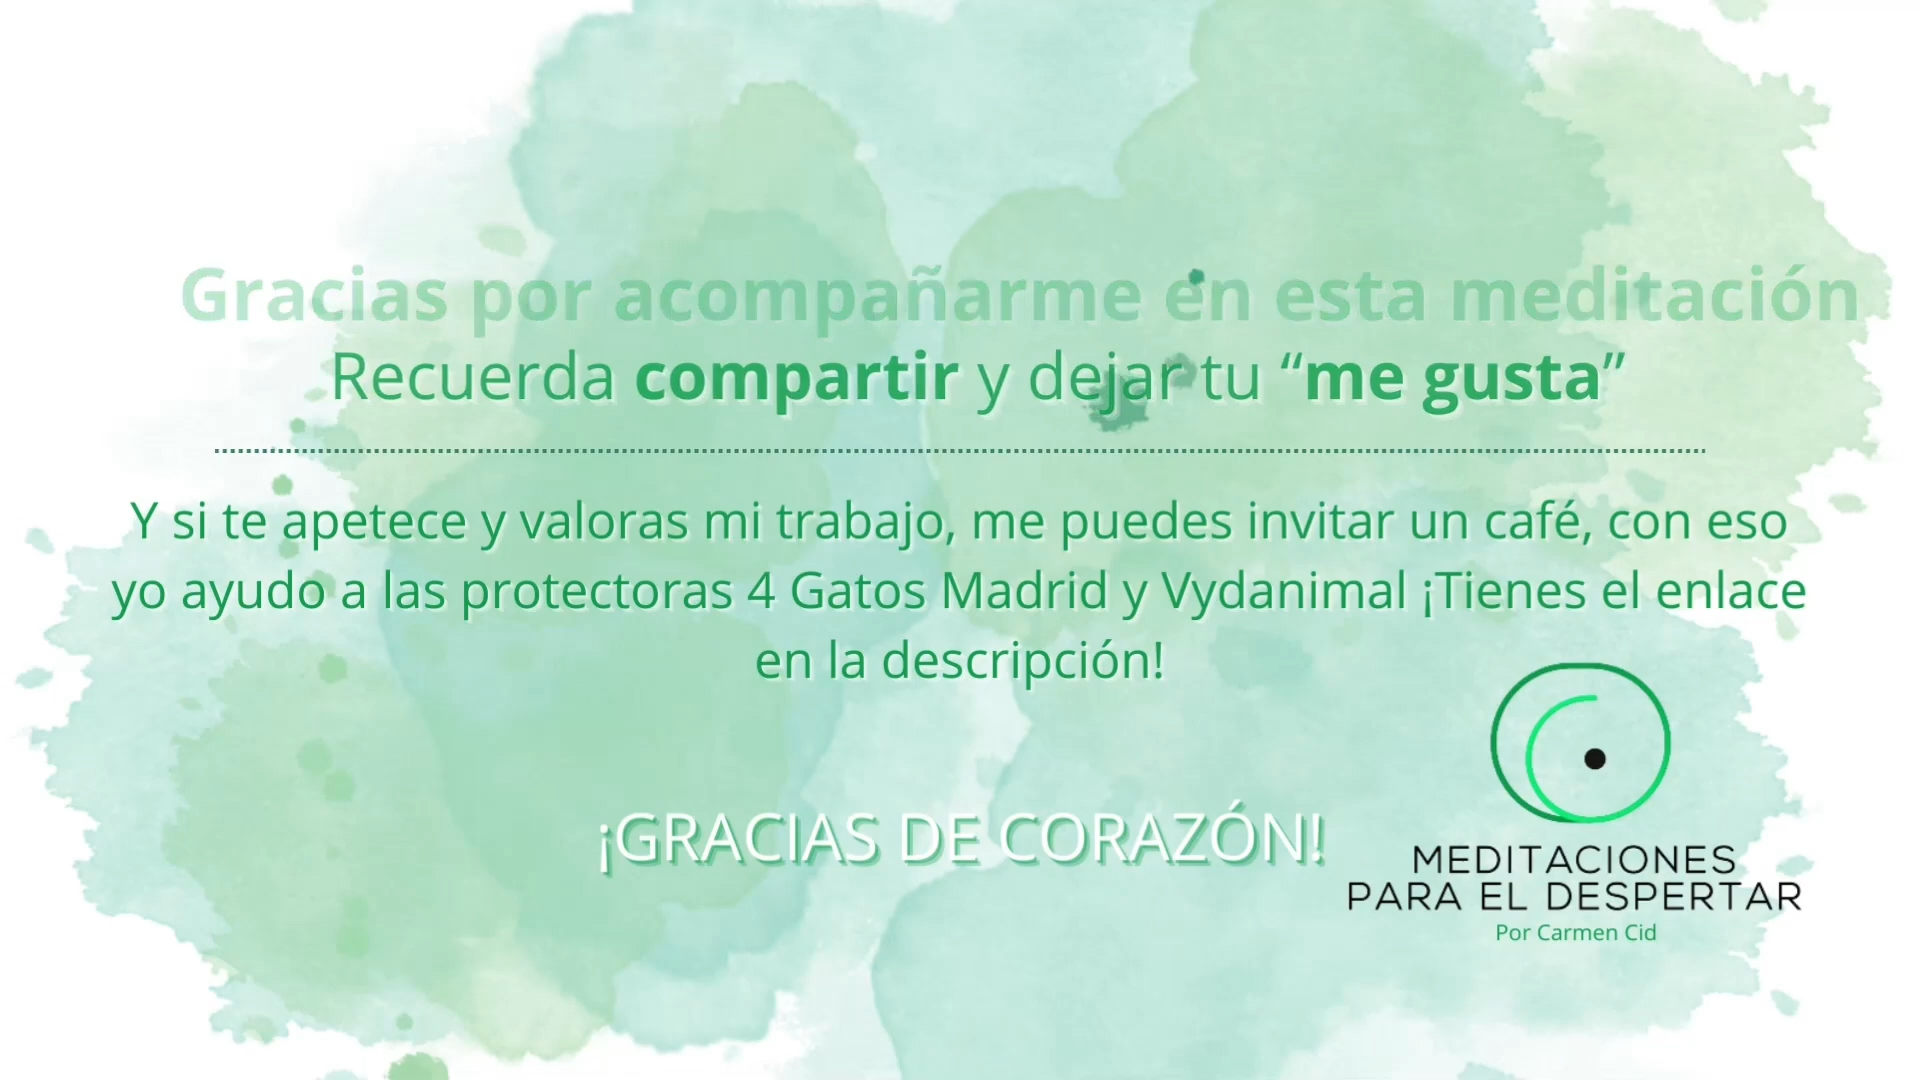 Gracias por acompañarme en esta meditación
Recuerda compartir y dejar tu “me gusta”
Y si te apetece y valoras mi trabajo, me puedes invitar un café, con eso
yo ayudo a las protectoras 4 Gatos Madrid y Vydanimal ¡Tienes el enlace
en la descripción!
¡GRACIAS DE CORAZÓN!
MEDITACIONES
PARA EL DESPERTAR
Por Carmen Cid